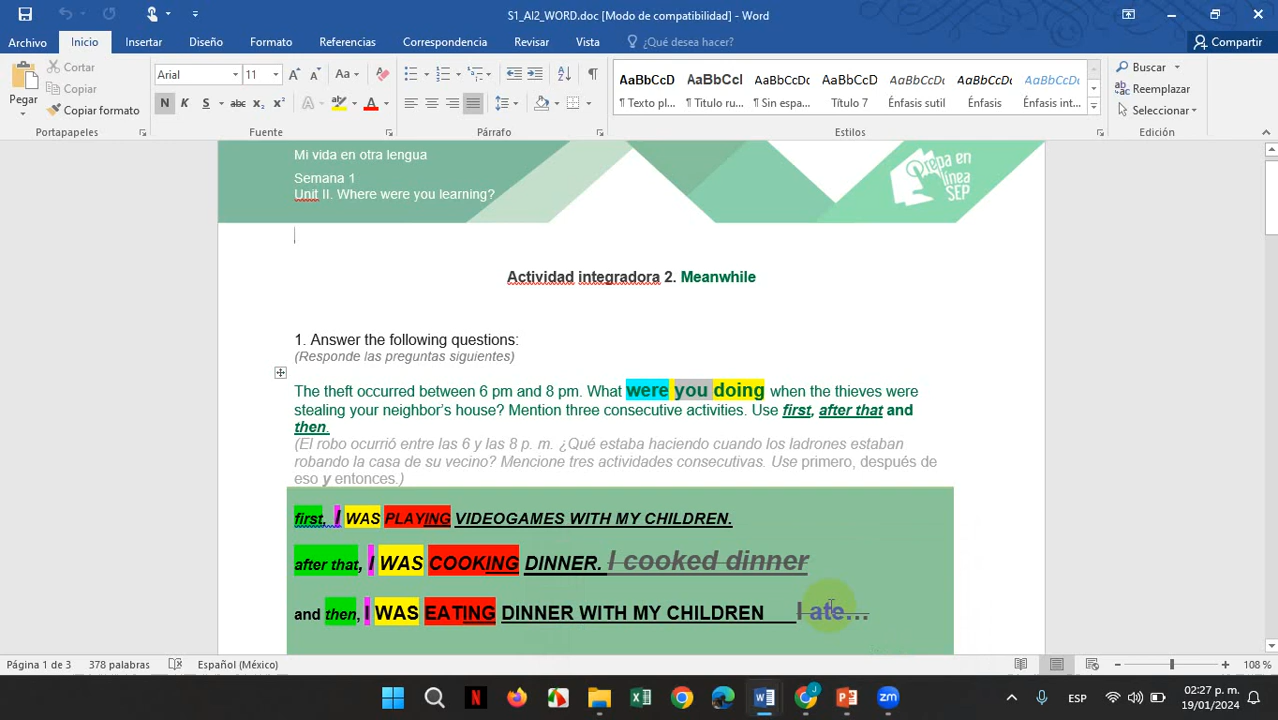 S1_AI2_WORD.doc [Modo de compatibilidad] - Word
Archivo Inicio Insertar Diseño Formato Referencias Correspondencia Revisar Vista ¿Qué desea hacer? Compartir
Pegar
Cortar
Copiar
Copiar formato
Portapapeles
Arial 11 Aa
N K S abc x₂ x² A A
Fuente
Párrafo
AaBbCcD AaBbCcI AaBbCcDc AaBbCcD AaBbCcDc AaBbCcDc AaBbCcDc
¶ Texto pl... ¶ Titulo ru... ¶ Sin espa... Título 7 Énfasis sutil Énfasis Énfasis int...
Estilos
Buscar
Reemplazar
Seleccionar
Edición
Mi vida en otra lengua
Semana 1
Unit II. Where were you learning?
Prepa en
línea
SEP
Actividad integradora 2. Meanwhile
1. Answer the following questions:
(Responde las preguntas siguientes)
The theft occurred between 6 pm and 8 pm. What were you doing when the thieves were
stealing your neighbor's house? Mention three consecutive activities. Use first, after that and
then.
(El robo ocurrió entre las 6 y las 8 p. m. ¿Qué estaba haciendo cuando los ladrones estaban
robando la casa de su vecino? Mencione tres actividades consecutivas. Use primero, después de
eso y entonces.)
first, I WAS PLAYING VIDEOGAMES WITH MY CHILDREN.
after that, I WAS COOKING DINNER. I cooked dinner
and then, I WAS EATING DINNER WITH MY CHILDREN I ate...
Página 1 de 3 378 palabras Español (México) 108 %
ESP 02:27 p. m.
19/01/2024